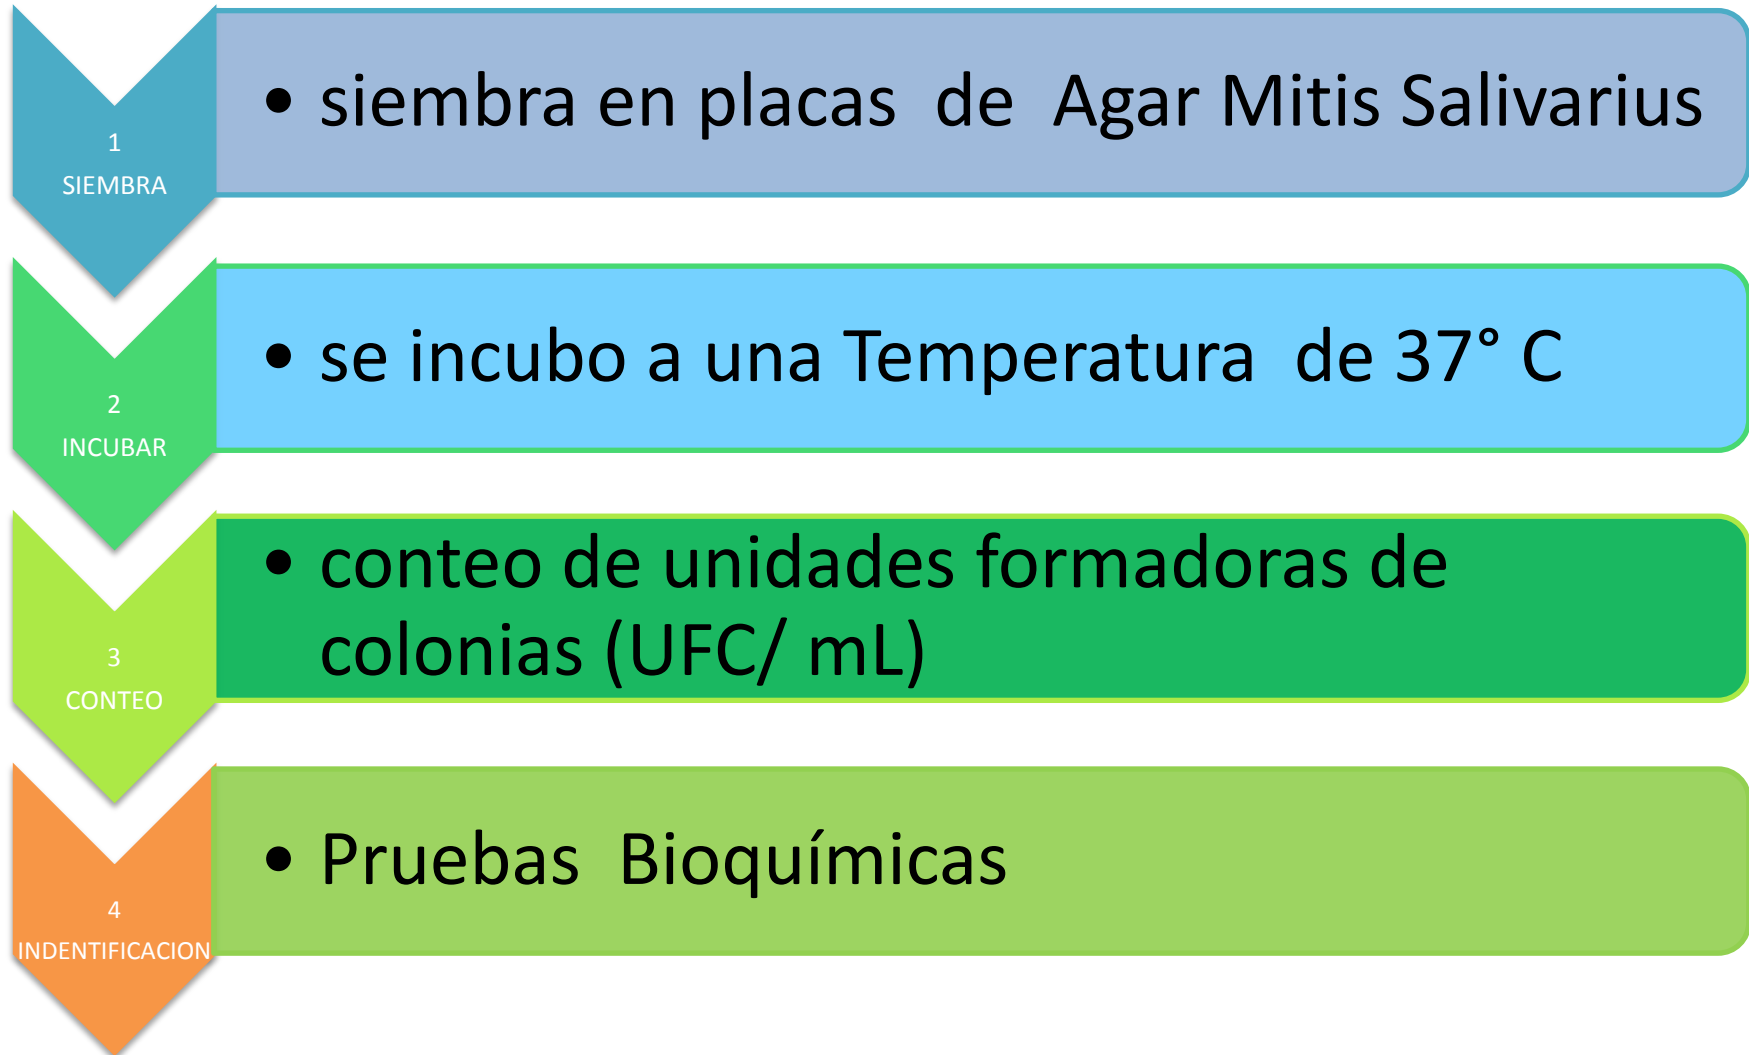 1
SIEMBRA
• siembra en placas de Agar Mitis Salivarius
2
INCUBAR
• se incubo a una Temperatura de 37° C
3
CONTEO
• conteo de unidades formadoras de
colonias (UFC/ mL)
4
INDENTIFICACION
• Pruebas Bioquímicas